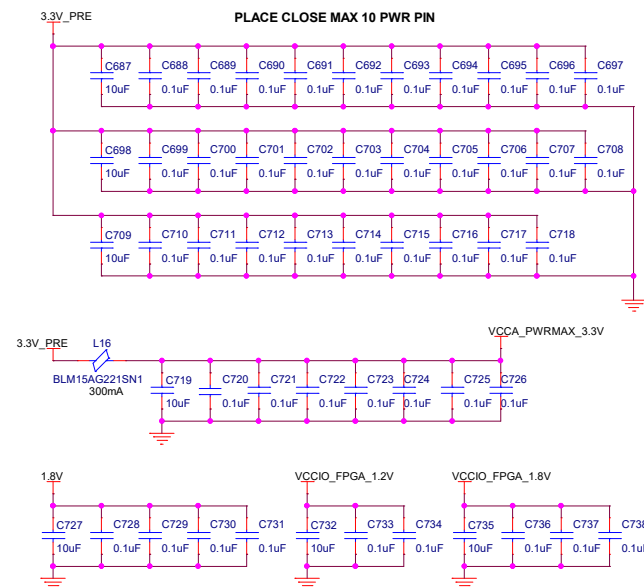 3.3V_PRE
PLACE CLOSE MAX 10 PWR PIN
C687 C688 C689 C690 C691 C692 C693 C694 C695 C696 C697
10uF 0.1uF 0.1uF 0.1uF 0.1uF 0.1uF 0.1uF 0.1uF 0.1uF 0.1uF 0.1uF
C698 C699 C700 C701 C702 C703 C704 C705 C706 C707 C708
10uF 0.1uF 0.1uF 0.1uF 0.1uF 0.1uF 0.1uF 0.1uF 0.1uF 0.1uF 0.1uF
C709 C710 C711 C712 C713 C714 C715 C716 C717 C718
10uF 0.1uF 0.1uF 0.1uF 0.1uF 0.1uF 0.1uF 0.1uF 0.1uF 0.1uF
3.3V_PRE L16 VCCA_PWRMAX_3.3V
BLM15AG221SN1
300mA
C719 C720 C721 C722 C723 C724 C725 C726
10uF 0.1uF 0.1uF 0.1uF 0.1uF 0.1uF 0.1uF 0.1uF
1.8V VCCIO_FPGA_1.2V VCCIO_FPGA_1.8V
C727 C728 C729 C730 C731 C732 C733 C734 C735 C736 C737 C738
10uF 0.1uF 0.1uF 0.1uF 0.1uF 10uF 0.1uF 0.1uF 10uF 0.1uF 0.1uF 0.1uF